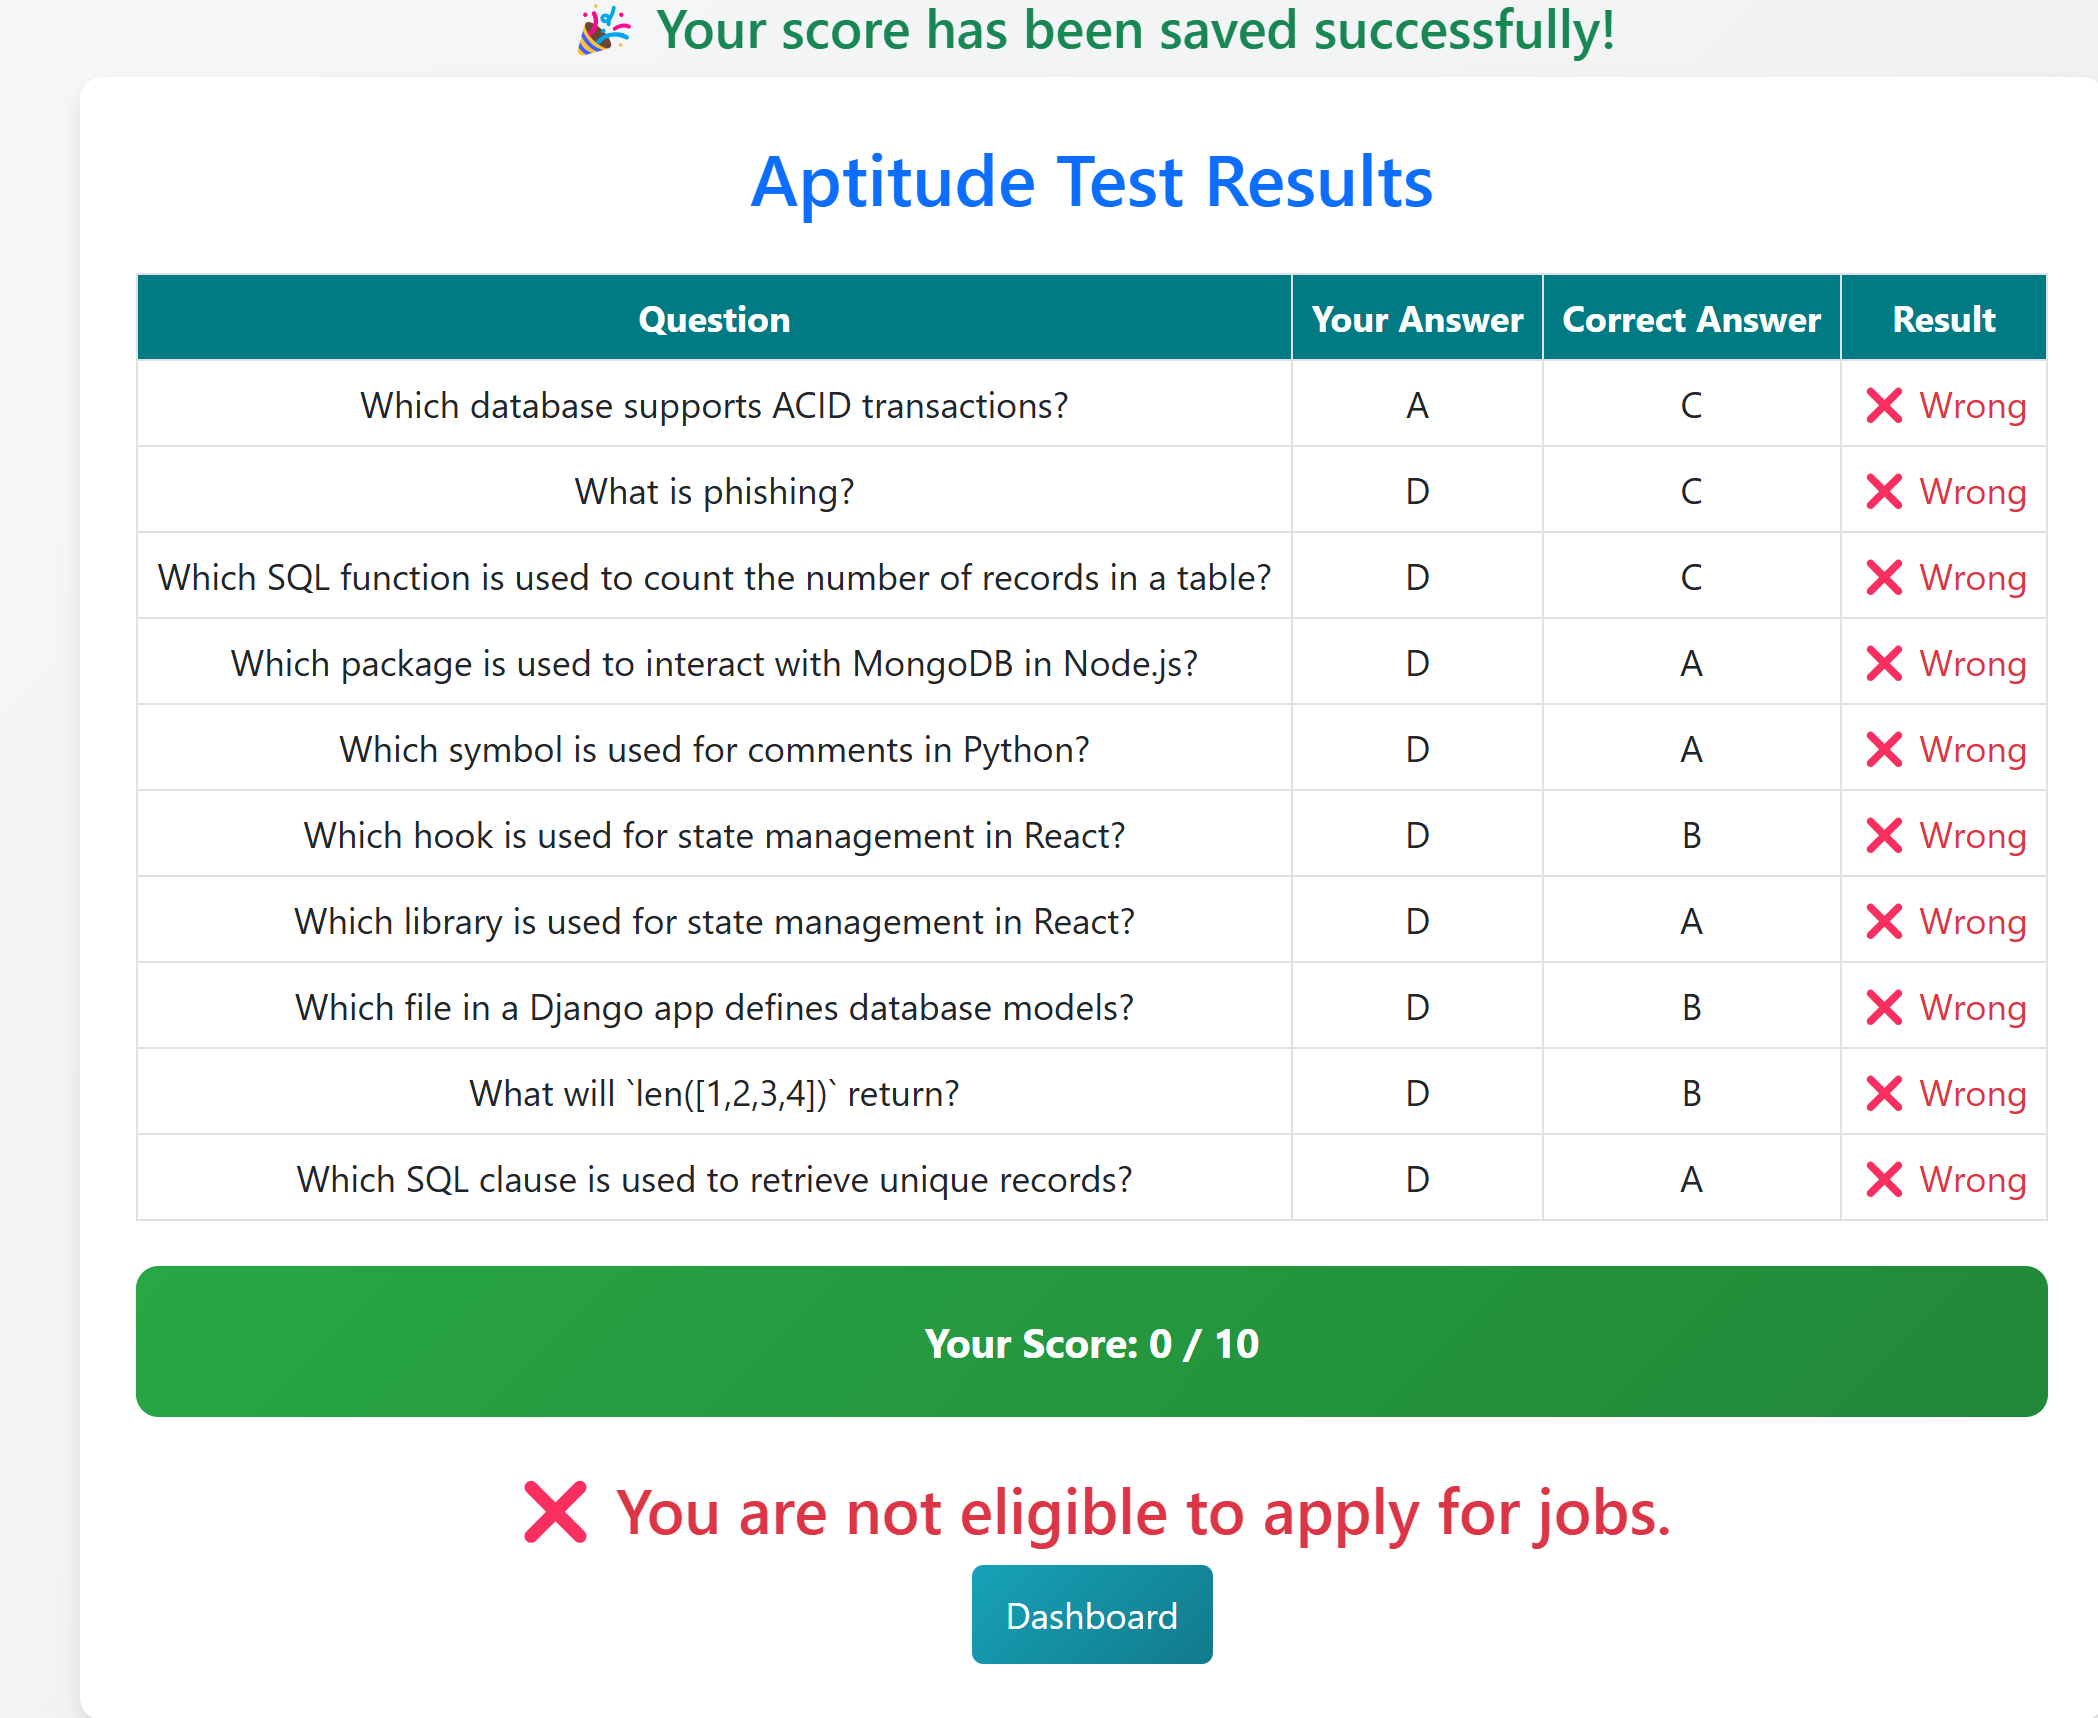 🎉 Your score has been saved successfully!
Aptitude Test Results
Question Your Answer Correct Answer Result
Which database supports ACID transactions? A C ❌ Wrong
What is phishing? D C ❌ Wrong
Which SQL function is used to count the number of records in a table? D C ❌ Wrong
Which package is used to interact with MongoDB in Node.js? D A ❌ Wrong
Which symbol is used for comments in Python? D A ❌ Wrong
Which hook is used for state management in React? D B ❌ Wrong
Which library is used for state management in React? D A ❌ Wrong
Which file in a Django app defines database models? D B ❌ Wrong
What will `len([1,2,3,4])` return? D B ❌ Wrong
Which SQL clause is used to retrieve unique records? D A ❌ Wrong
Your Score: 0 / 10
❌ You are not eligible to apply for jobs.
Dashboard